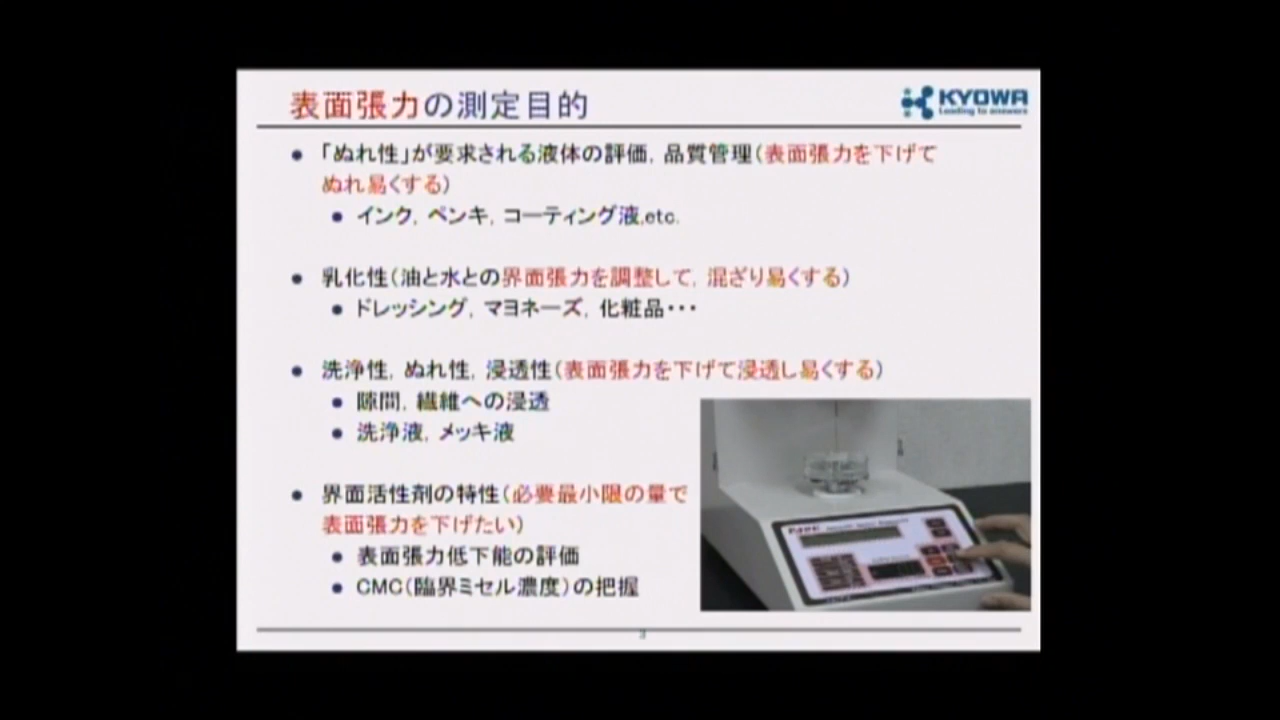 表面張力の測定目的
KYOWA
Leading to answers
「ぬれ性」が要求される液体の評価, 品質管理(表面張力を下げて
ぬれ易くする)
インク, ペンキ, コーティング液,etc.
乳化性(油と水との界面張力を調整して, 混ざり易くする)
ドレッシング, マヨネーズ, 化粧品・・・
洗浄性, ぬれ性, 浸透性(表面張力を下げて浸透し易くする)
隙間, 繊維への浸透
洗浄液, メッキ液
界面活性剤の特性(必要最小限の量で
表面張力を下げたい)
表面張力低下能の評価
CMC(臨界ミセル濃度)の把握
3